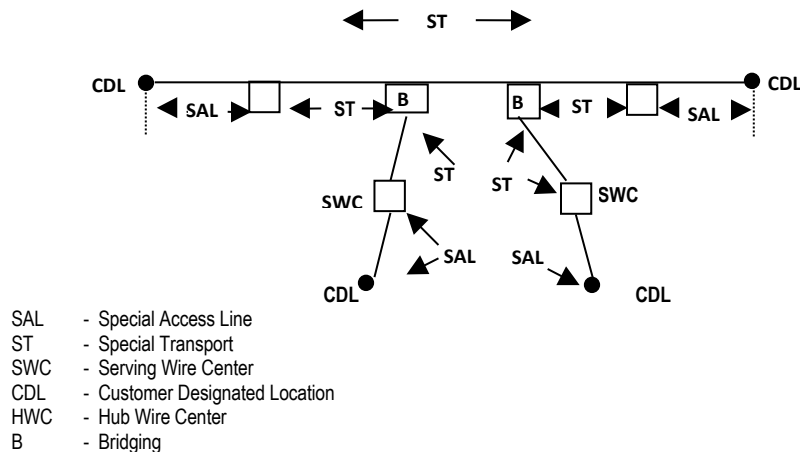 ST
CDL
CDL
SAL
ST
B
B
ST
SAL
ST
ST
SWC
SWC
SAL
SAL
CDL
CDL
SAL - Special Access Line
ST - Special Transport
SWC - Serving Wire Center
CDL - Customer Designated Location
HWC - Hub Wire Center
B - Bridging